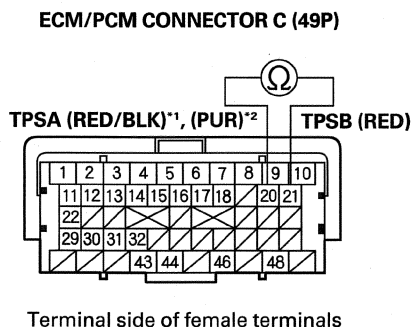 ECM/PCM CONNECTOR C (49P)
Ω
TPSA (RED/BLK)*1, (PUR)*2 TPSB (RED)
1 2 3 4 5 6 7 8 9 10
11 12 13 14 15 16 17 18 20 21
22
29 30 31 32
43 44 46 48
Terminal side of female terminals